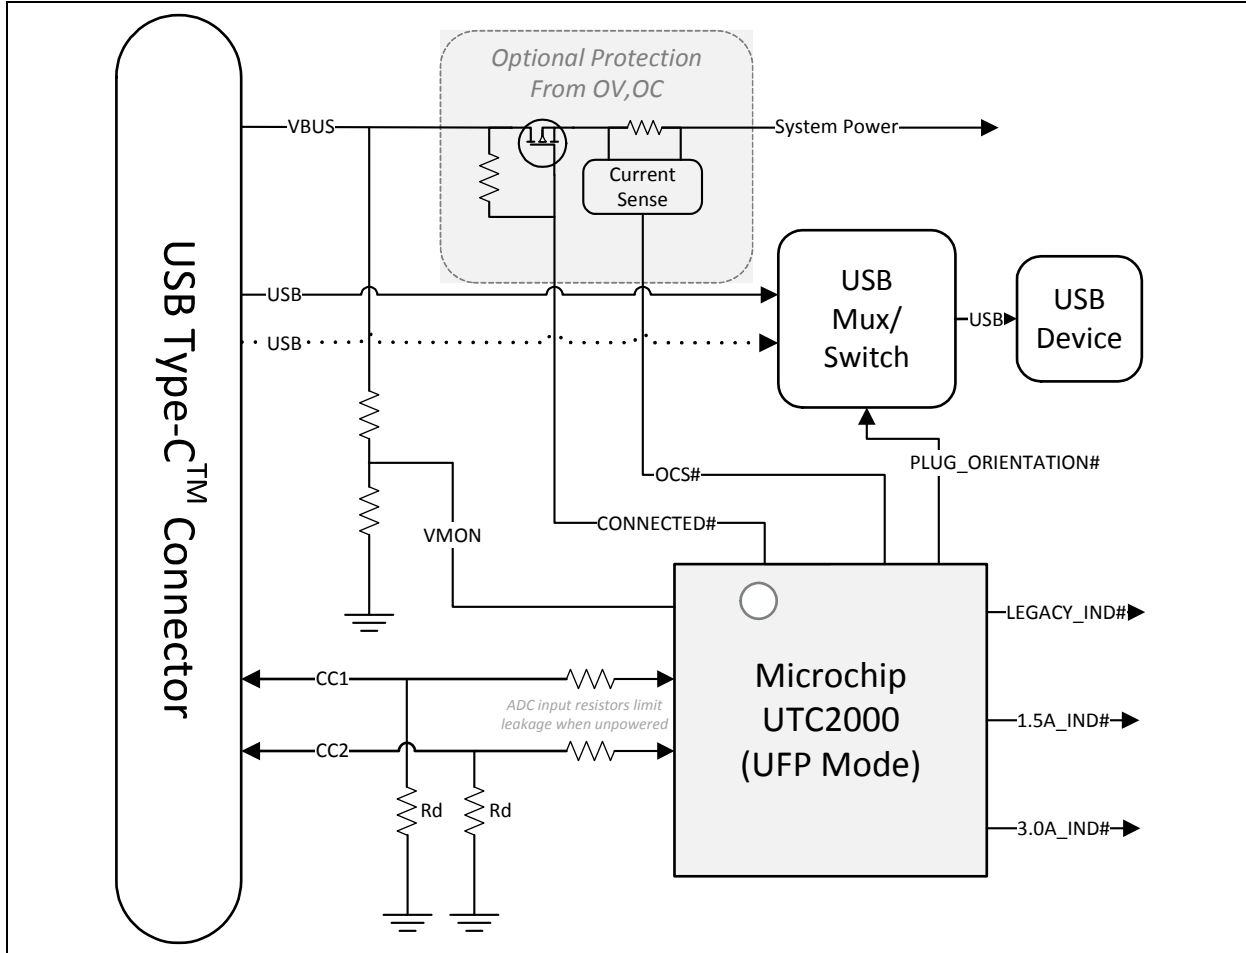 Optional Protection
From OV,OC
VBUS
System Power
Current
Sense
USB
USB
USB
Mux/
Switch
USB
USB
Device
USB Type-C™ Connector
PLUG_ORIENTATION#
OCS#
CONNECTED#
VMON
LEGACY_IND#
CC1
ADC input resistors limit
leakage when unpowered
Microchip
UTC2000
(UFP Mode)
1.5A_IND#
CC2
Rd
Rd
3.0A_IND#